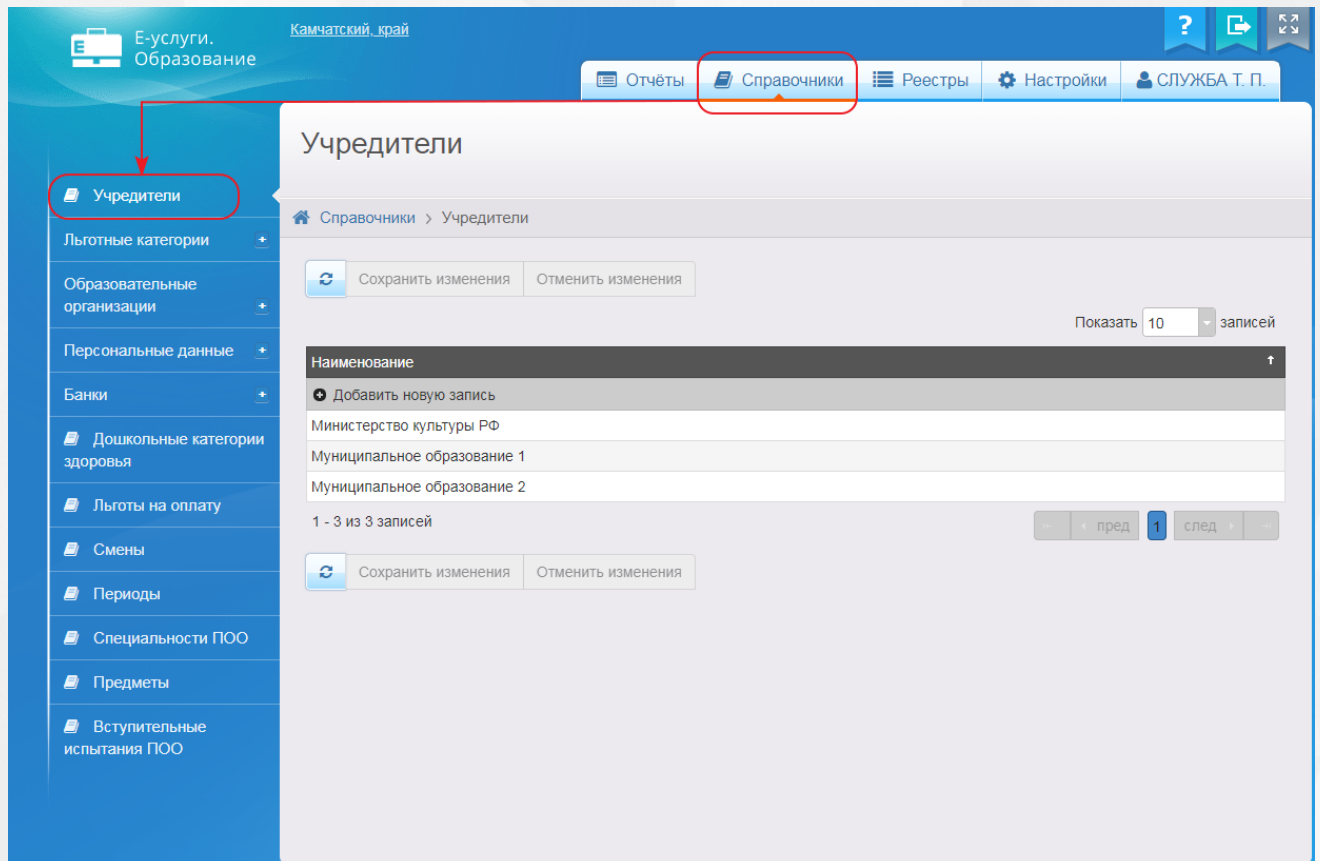 Е-услуги.
Образование
Камчатский, край
?
Отчёты
Справочники
Реестры
Настройки
СЛУЖБА Т. П.
Учредители
Учредители
Льготные категории
Образовательные
организации
Персональные данные
Банки
Дошкольные категории
здоровья
Льготы на оплату
Смены
Периоды
Специальности ПОО
Предметы
Вступительные
испытания ПОО
Справочники > Учредители
Сохранить изменения
Отменить изменения
Показать 10 записей
Наименование
Добавить новую запись
Министерство культуры РФ
Муниципальное образование 1
Муниципальное образование 2
1 - 3 из 3 записей
пред 1 след
Сохранить изменения
Отменить изменения